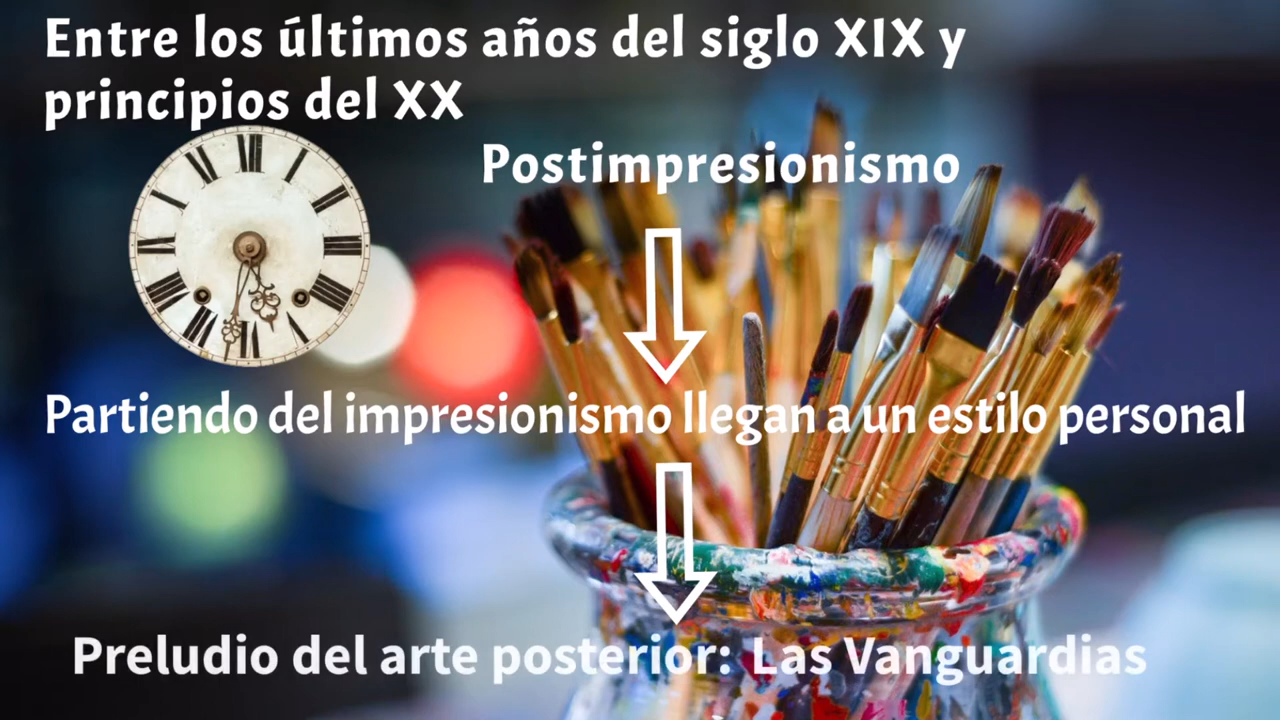 Entre los últimos años del siglo XIX y
principios del XX
Postimpresionismo
Partiendo del impresionismo llegan a un estilo personal
Preludio del arte posterior: Las Vanguardias